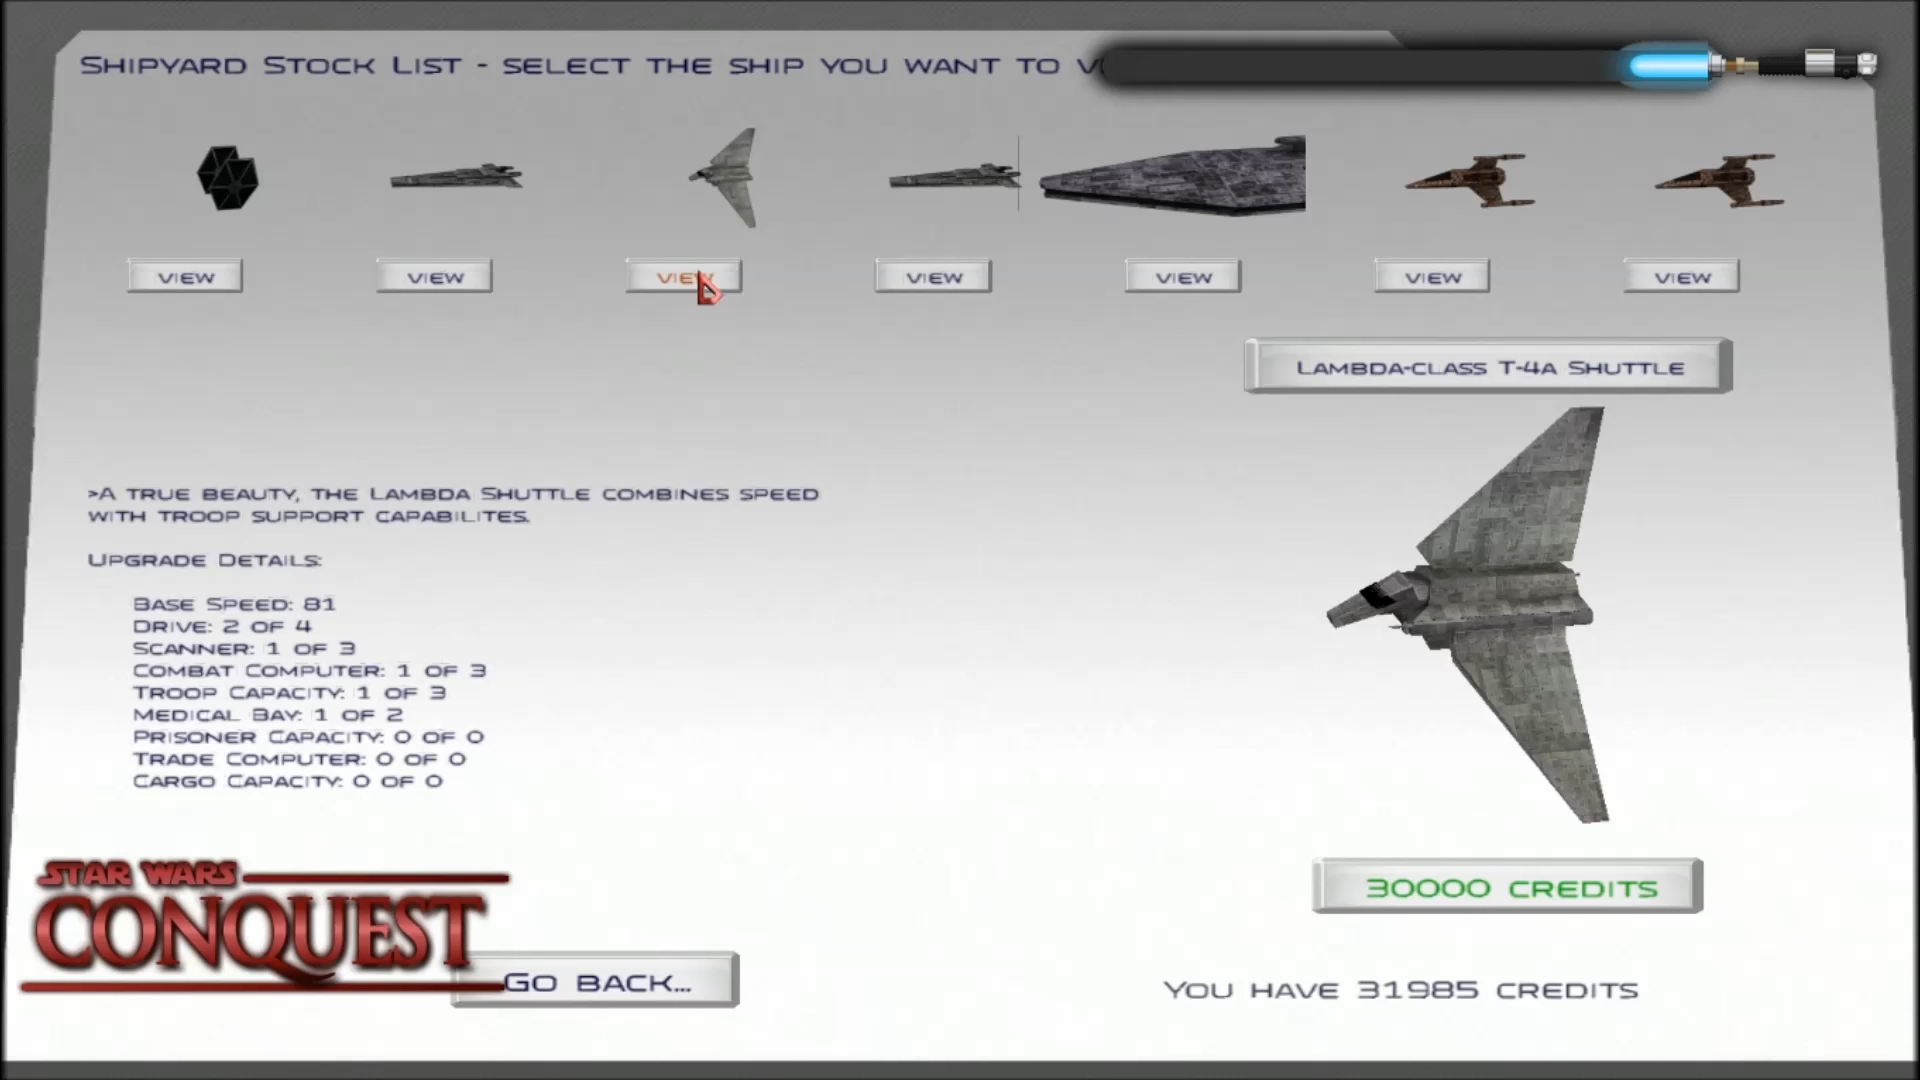 Shipyard Stock List - select the ship you want to
VIEW VIEW VIEW VIEW VIEW VIEW VIEW
Lambda-class T-4a Shuttle
>A true beauty, the Lambda Shuttle combines speed
with troop support capabilites.
Upgrade Details:
Base Speed: 81
Drive: 2 of 4
Scanner: 1 of 3
Combat Computer: 1 of 3
Troop Capacity: 1 of 3
Medical Bay: 1 of 2
Prisoner Capacity: 0 of 0
Trade Computer: 0 of 0
Cargo Capacity: 0 of 0
STAR WARS
CONQUEST
30000 credits
Go back...
You have 31985 credits